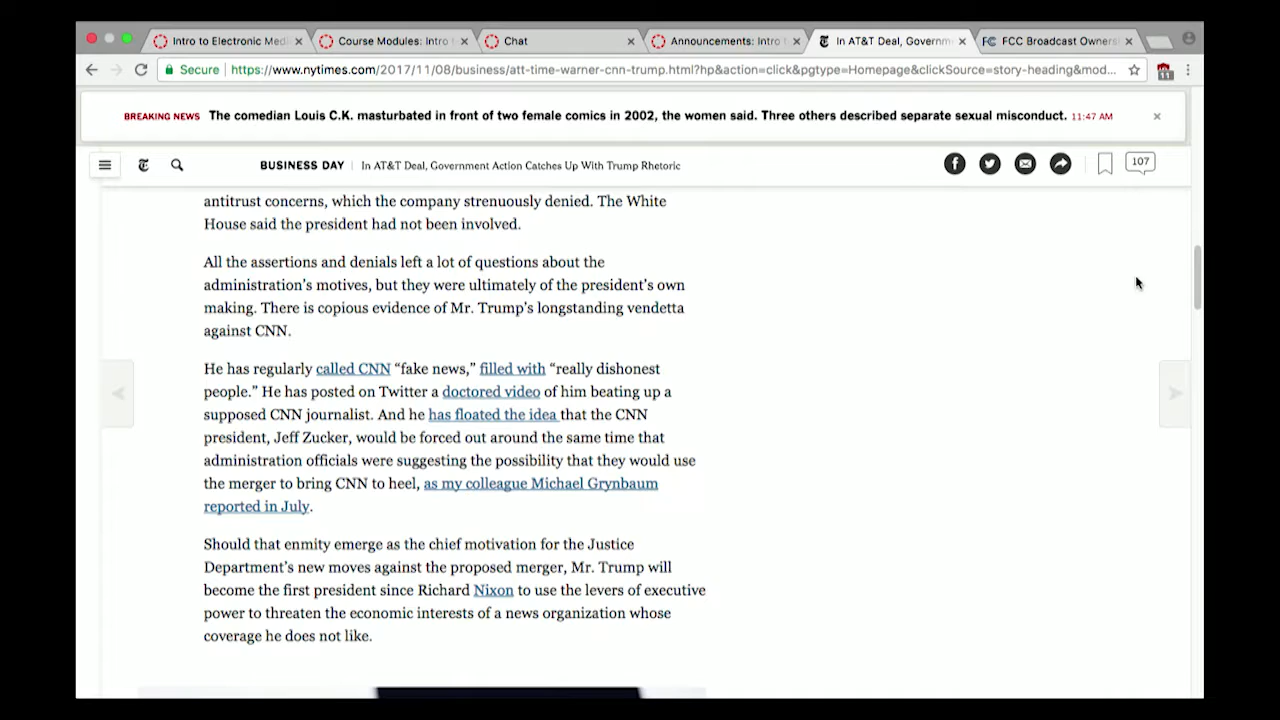 Intro to Electronic Med
Course Modules: Intro
Chat
Announcements: Intro
In AT&T Deal, Governm
FCC Broadcast Owners
Secure https://www.nytimes.com/2017/11/08/business/att-time-warner-cnn-trump.html?hp&action=click&pgtype=Homepage&clickSource=story-heading&mod...
11
BREAKING NEWS The comedian Louis C.K. masturbated in front of two female comics in 2002, the women said. Three others described separate sexual misconduct. 11:47 AM
BUSINESS DAY | In AT&T Deal, Government Action Catches Up With Trump Rhetoric
107
antitrust concerns, which the company strenuously denied. The White
House said the president had not been involved.
All the assertions and denials left a lot of questions about the
administration's motives, but they were ultimately of the president's own
making. There is copious evidence of Mr. Trump's longstanding vendetta
against CNN.
He has regularly called CNN “fake news,” filled with “really dishonest
people.” He has posted on Twitter a doctored video of him beating up a
supposed CNN journalist. And he has floated the idea that the CNN
president, Jeff Zucker, would be forced out around the same time that
administration officials were suggesting the possibility that they would use
the merger to bring CNN to heel, as my colleague Michael Grynbaum
reported in July.
Should that enmity emerge as the chief motivation for the Justice
Department's new moves against the proposed merger, Mr. Trump will
become the first president since Richard Nixon to use the levers of executive
power to threaten the economic interests of a news organization whose
coverage he does not like.